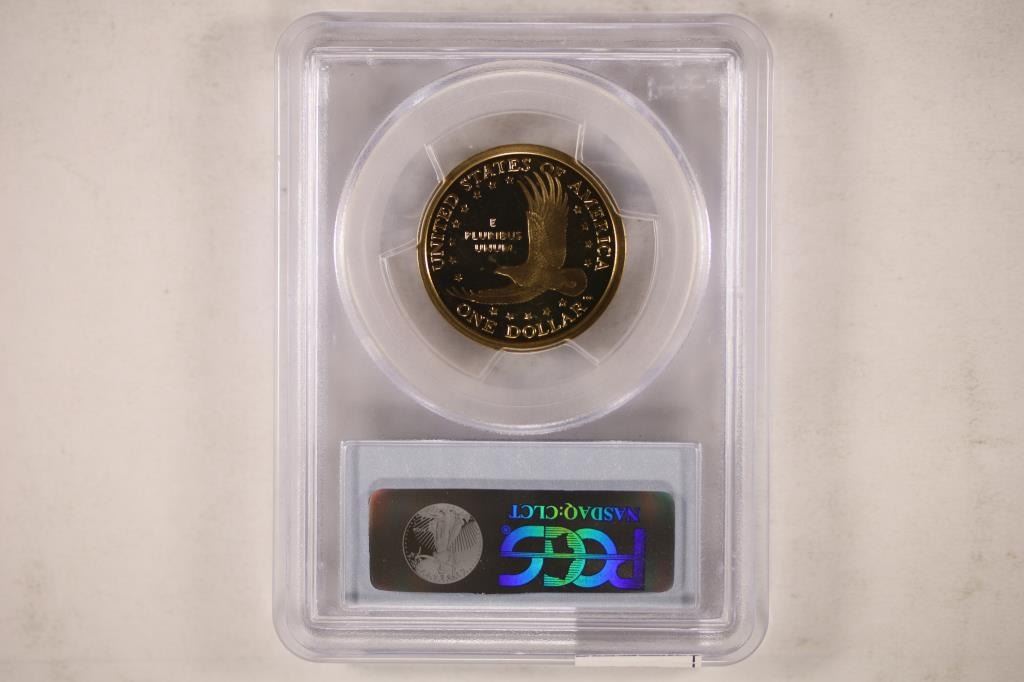 UNITED STATES OF AMERICA
E
PLURIBUS
UNUM
ONE DOLLAR
NASDAQ:CLCT
PCGS